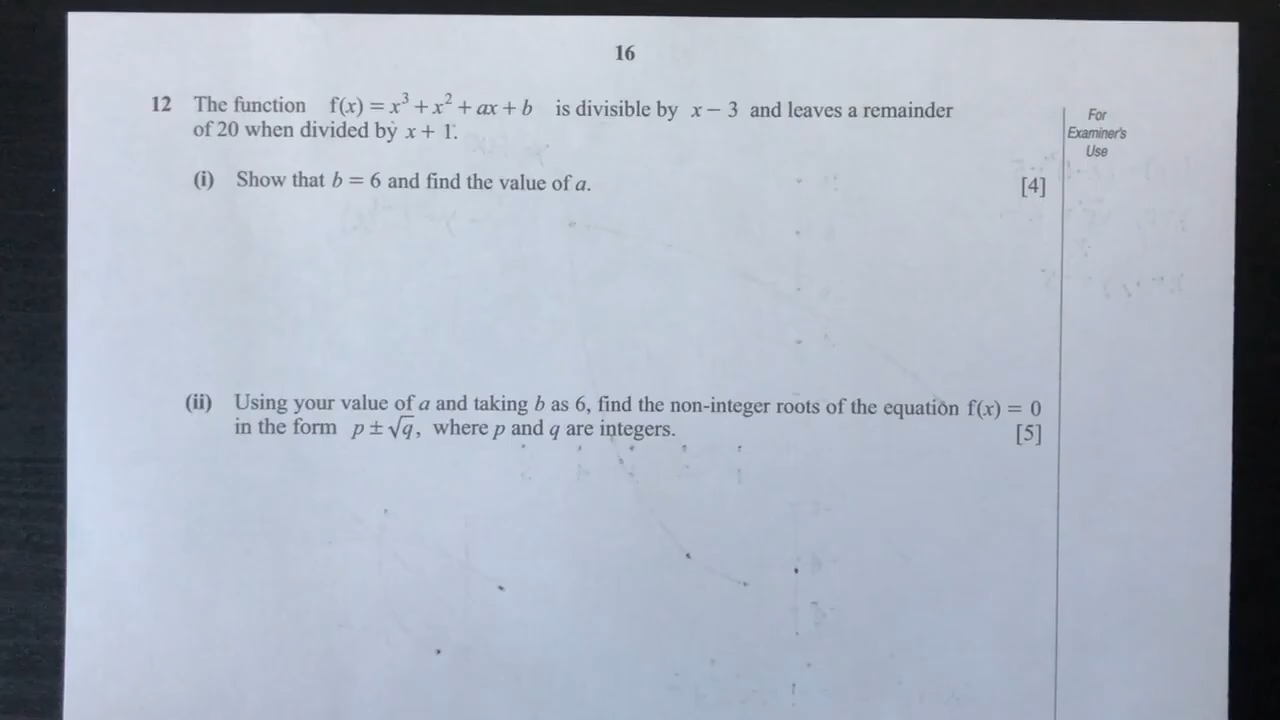 16
12 The function f(x) = x³ + x² + ax + b is divisible by x − 3 and leaves a remainder
of 20 when divided by x + 1.
For
Examiner's
Use
(i) Show that b = 6 and find the value of a. [4]
(ii) Using your value of a and taking b as 6, find the non-integer roots of the equation f(x) = 0
in the form p ± √q, where p and q are integers. [5]